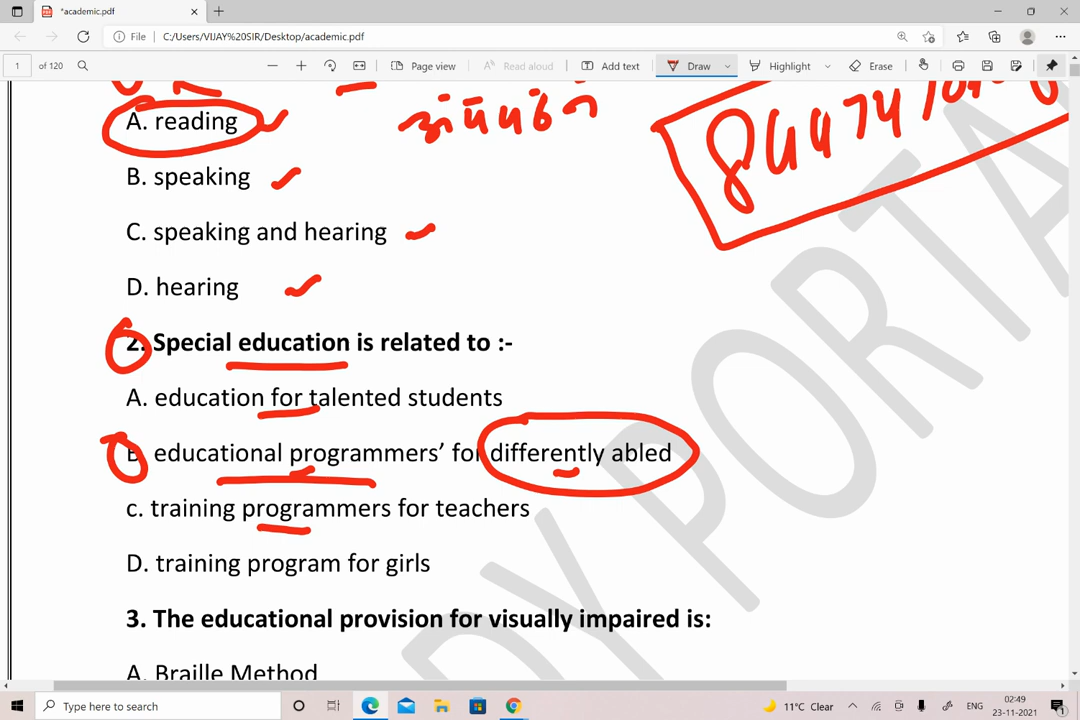 *academic.pdf
File C:/Users/VIJAY%20SIR/Desktop/academic.pdf
1 of 120 Page view Read aloud Add text Draw Highlight Erase
A. reading
B. speaking
C. speaking and hearing
D. hearing
2. Special education is related to :-
A. education for talented students
B. educational programmers’ for differently abled
c. training programmers for teachers
D. training program for girls
3. The educational provision for visually impaired is:
A. Braille Method
Type here to search
11°C Clear ENG 02:49
23-11-2021